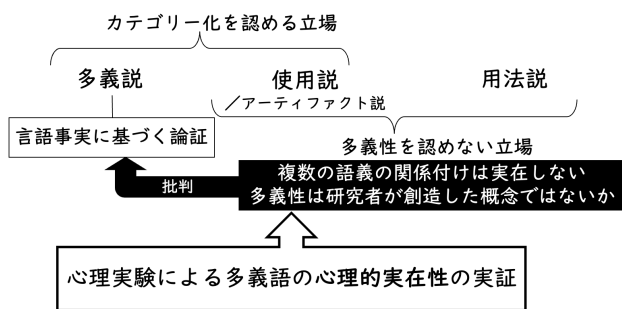 カテゴリー化を認める立場
多義説
使用説
用法説
／アーティファクト説
言語事実に基づく論証
多義性を認めない立場
批判
複数の語義の関係付けは実在しない
多義性は研究者が創造した概念ではないか
心理実験による多義語の心理的実在性の実証